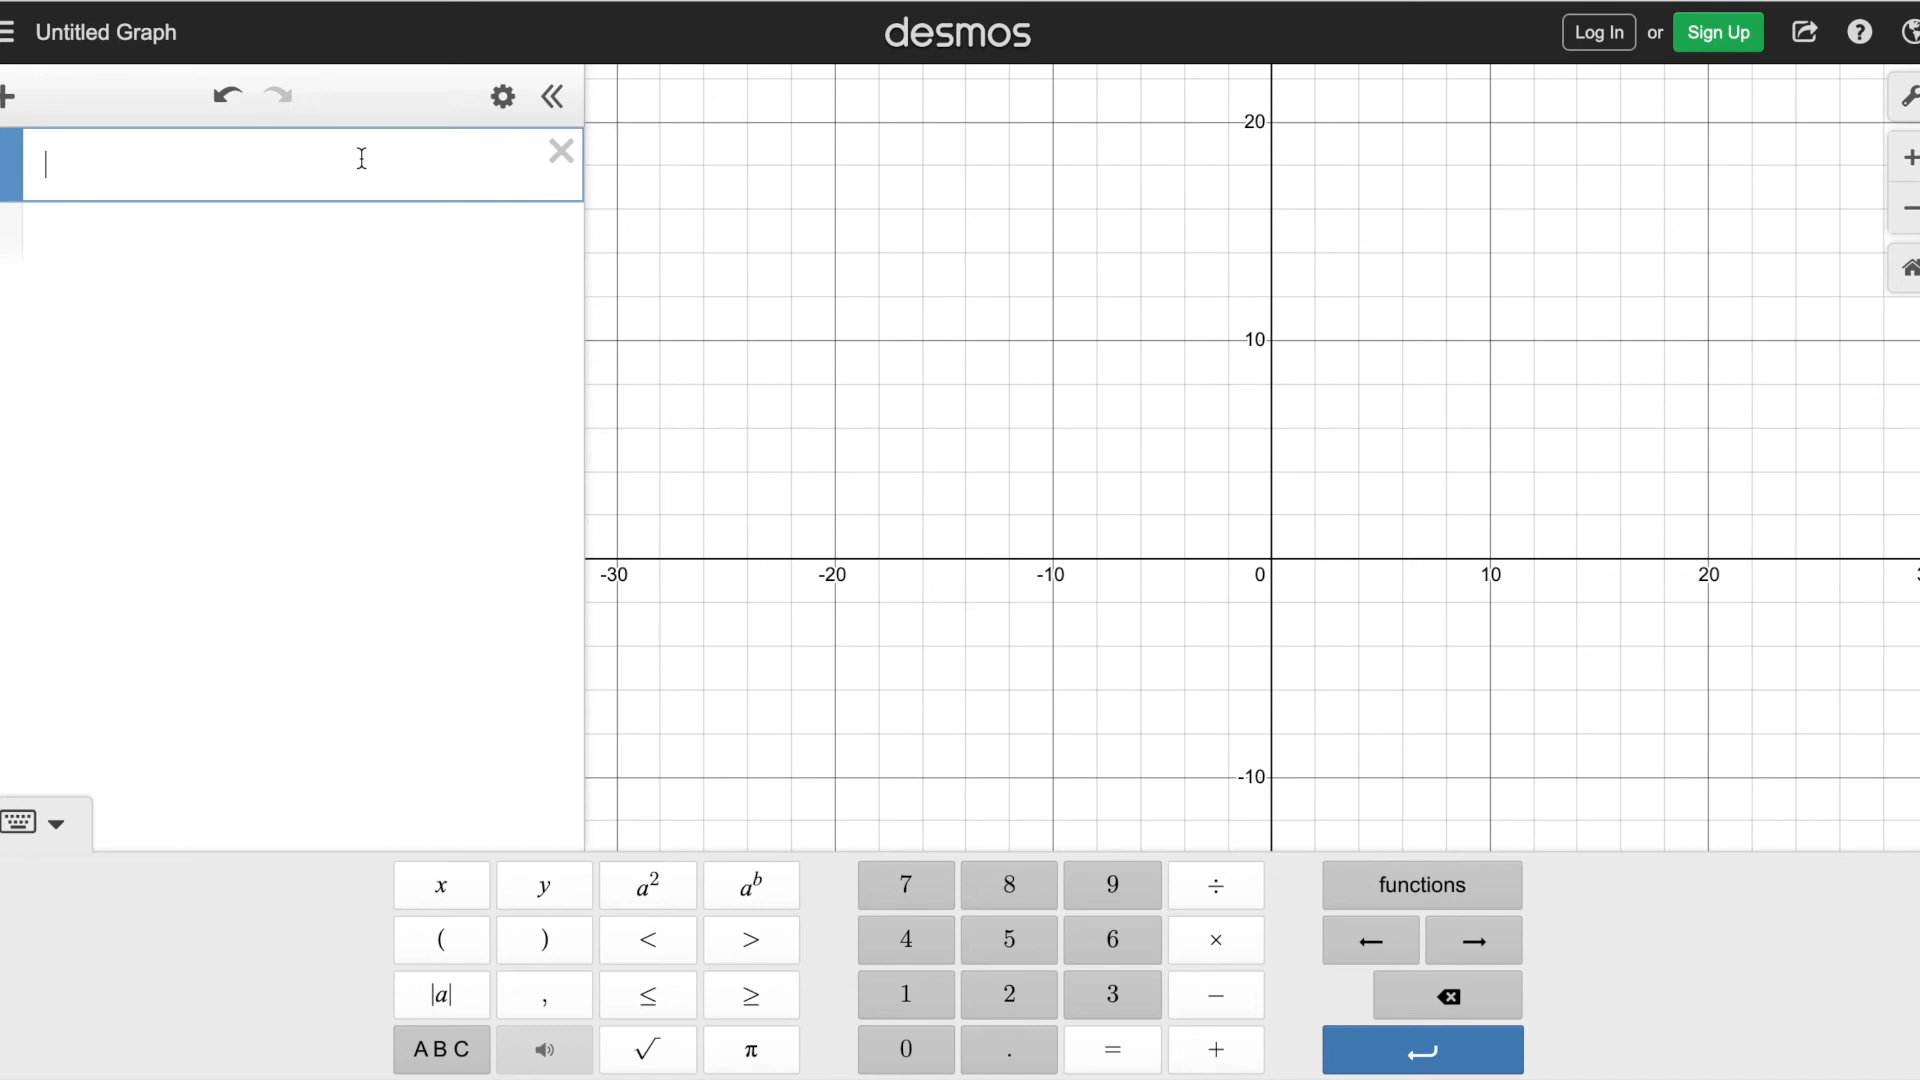 Untitled Graph
desmos
Log In or Sign Up
20
10
-30 -20 -10 0 10 20
-10
x y a² aᵇ 7 8 9 ÷ functions
( ) < > 4 5 6 × ← →
|a| , ≤ ≥ 1 2 3 −
A B C √ π 0 . = +